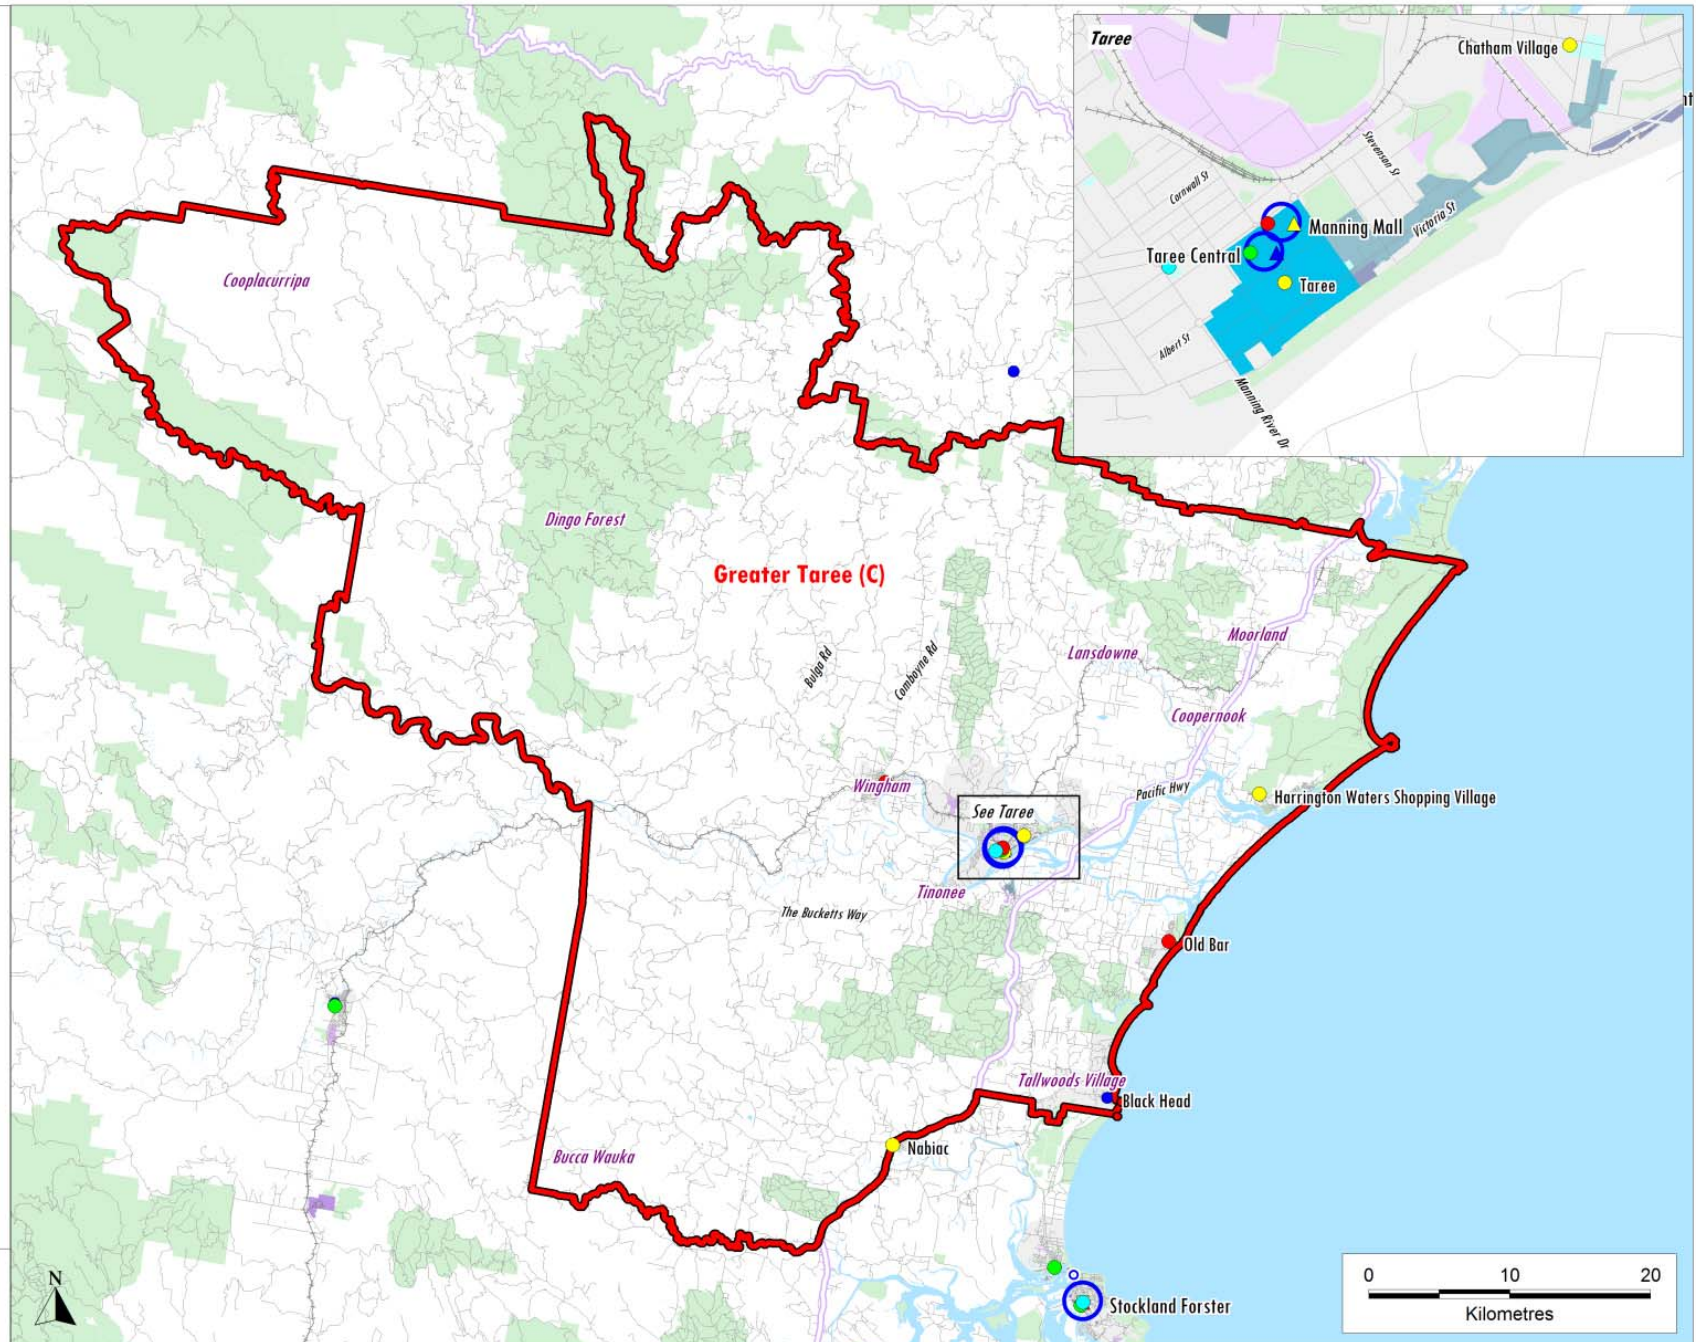 Taree
Chatham Village
Stevenson St
Cornwall St
Victoria St
Manning Mall
Taree Central
Taree
Albert St
Manning River Dr
Cooplacurripa
Dingo Forest
Greater Taree (C)
Bulga Rd
Comboyne Rd
Lansdowne
Moorland
Coopernook
Wingham
Pacific Hwy
Harrington Waters Shopping Village
See Taree
Tinonee
The Bucketts Way
Old Bar
Tallwoods Village
Black Head
Nabiac
Bucca Wauka
Stockland Forster
N
0 10 20
Kilometres